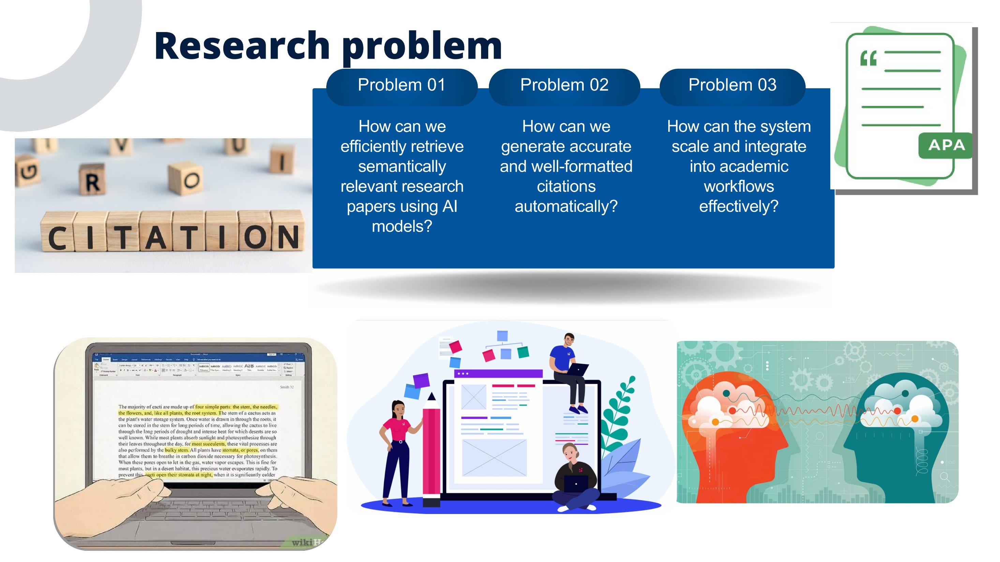 Research problem
Problem 01
How can we
efficiently retrieve
semantically
relevant research
papers using AI
models?
Problem 02
How can we
generate accurate
and well-formatted
citations
automatically?
Problem 03
How can the system
scale and integrate
into academic
workflows
effectively?
“
APA
G I V U
R O I
CITATION
Smith 32
The majority of cacti are made up of four simple parts: the stem, the needles,
the flowers, and, like all plants, the root system. The stem of a cactus acts as
the plant's water storage system. Once water is drawn in through the roots, it
can be stored in the stem for long periods of time, allowing the cactus to live
through the long periods of drought and intense heat for which deserts are so
well known. While most plants absorb sunlight and photosynthesize through
their leaves throughout the day, for most succulents, these vital processes are
also performed by the bulky stem. All plants have stomata, or pores, on them
that allow them to breathe in carbon dioxide necessary for photosynthesis.
When these pores open to let in the gas, water vapor escapes. This is fine for
most plants, but in a desert habitat, this precious water evaporates rapidly. To
prevent this, cacti open their stomata at night, when it is significantly colder
wikiH
15%